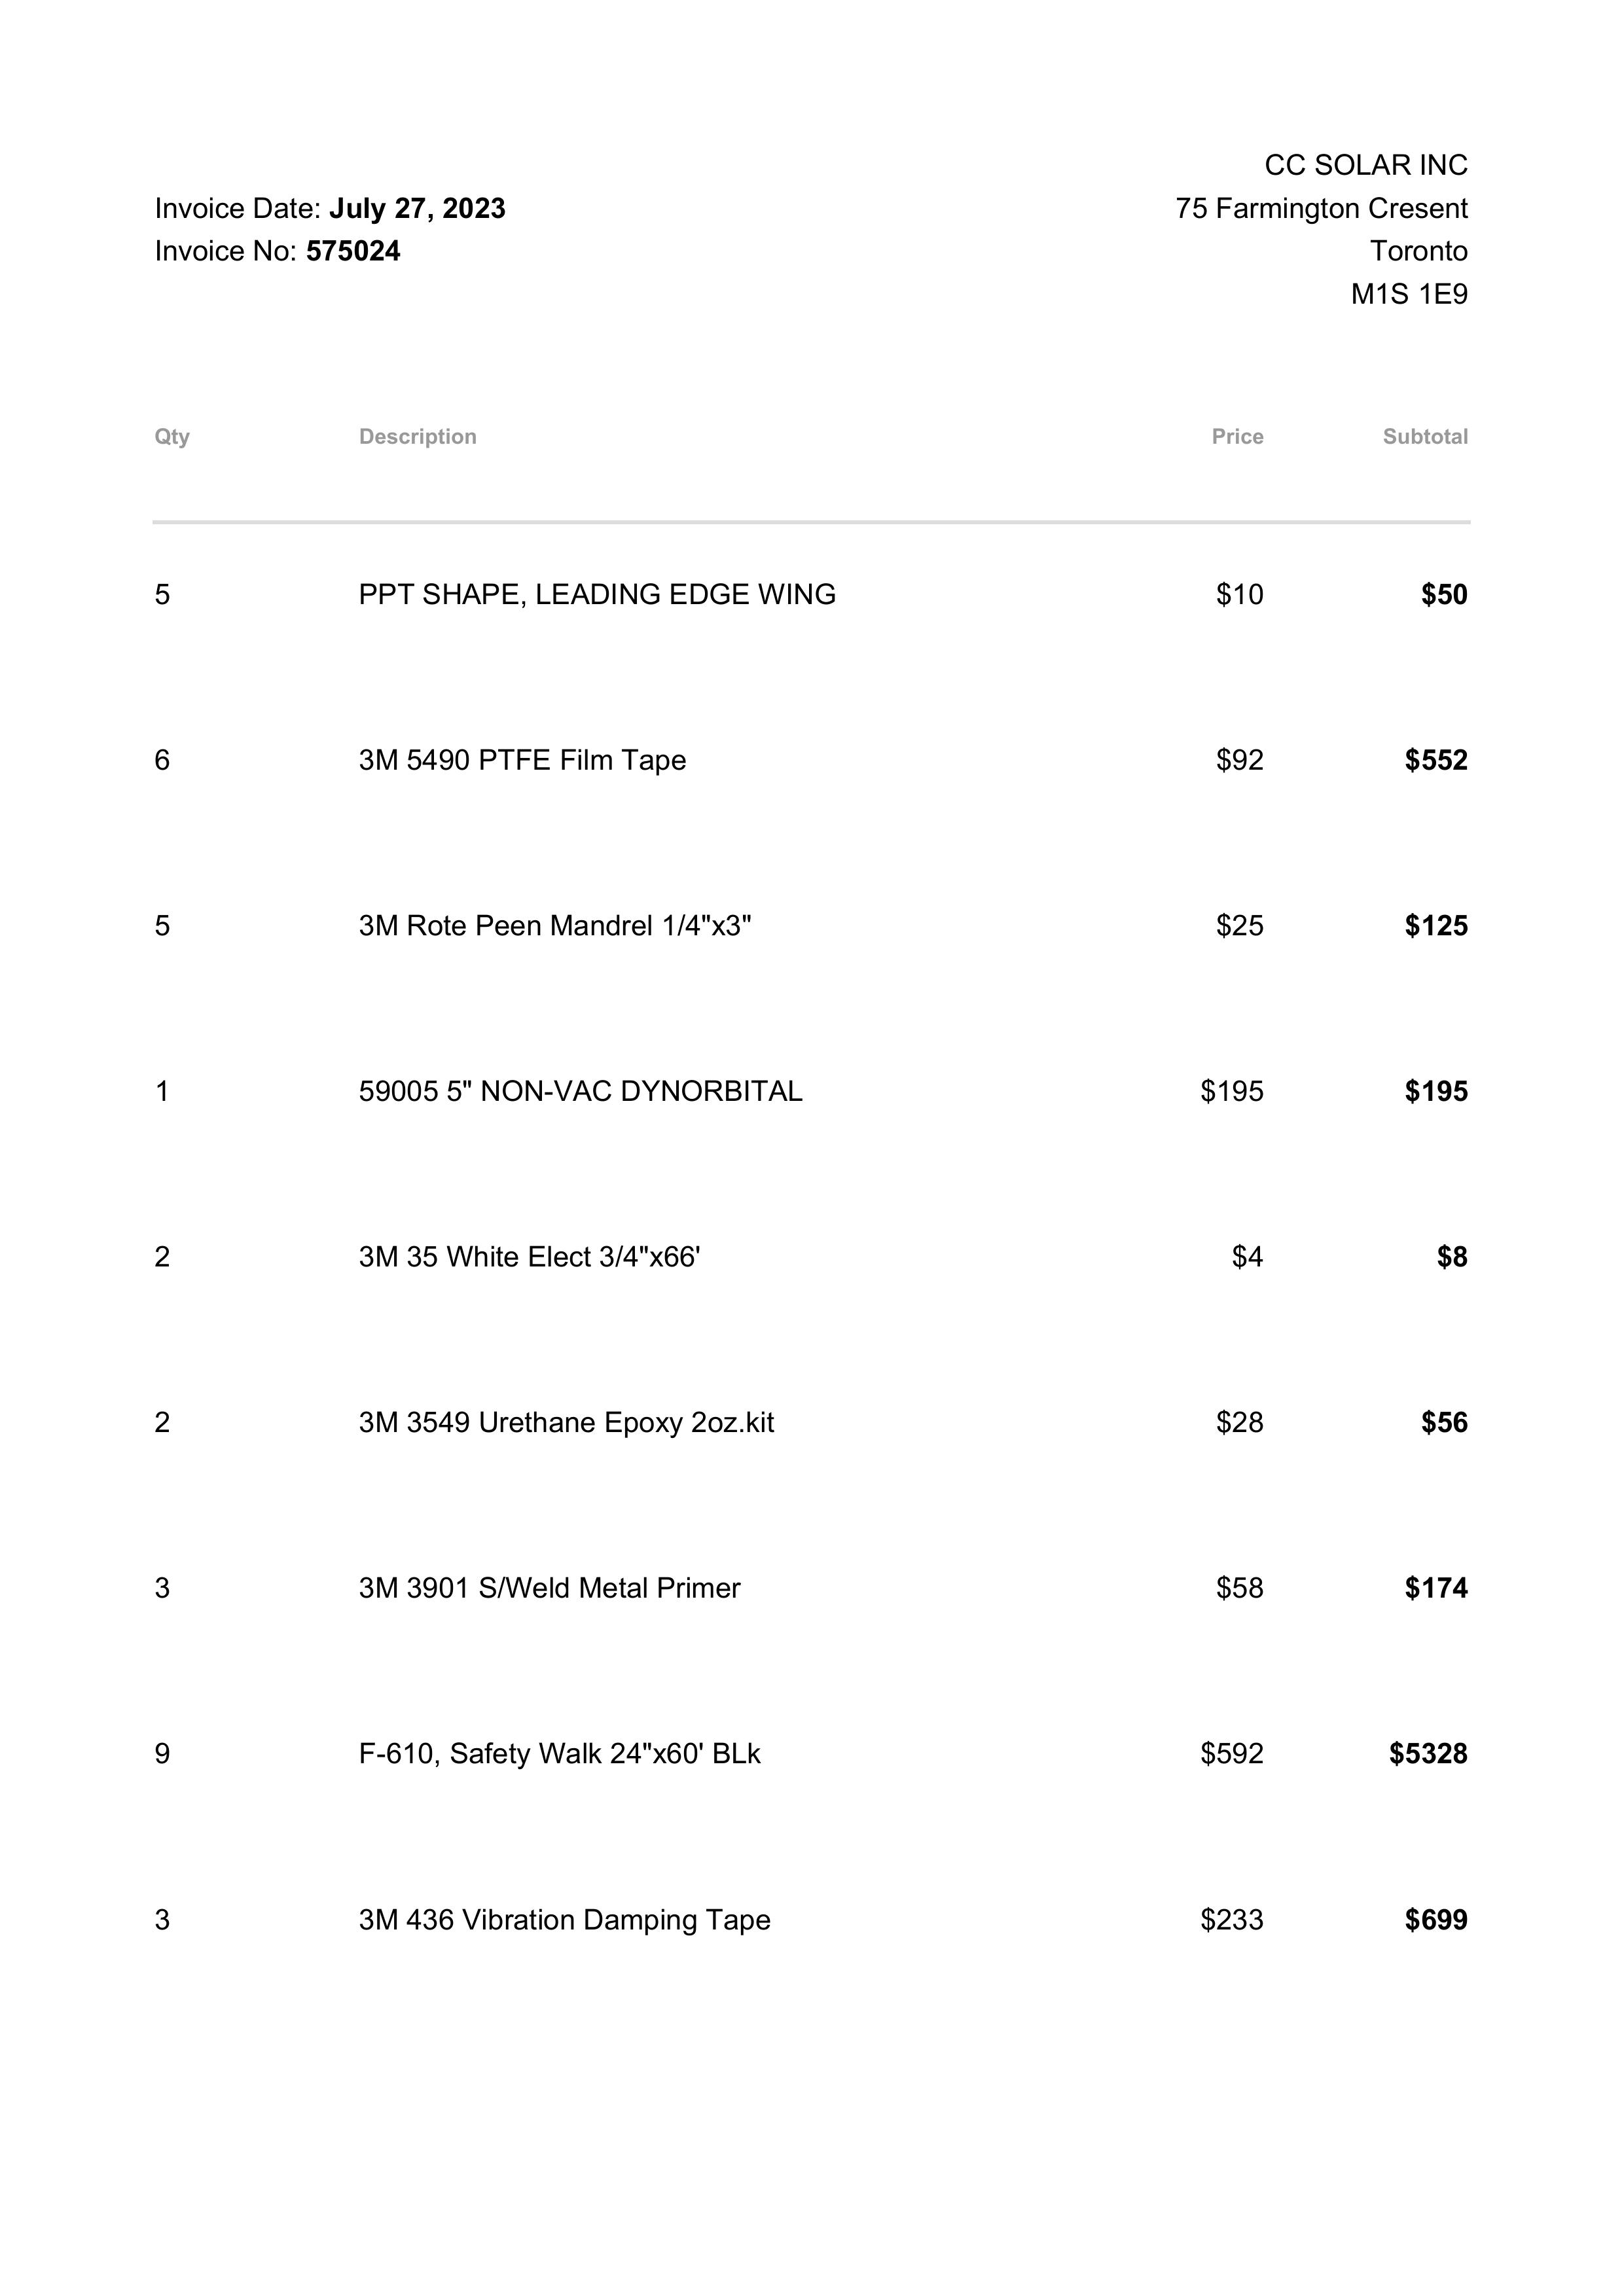 CC SOLAR INC
Invoice Date: July 27, 2023 75 Farmington Cresent
Invoice No: 575024 Toronto
M1S 1E9
Qty Description Price Subtotal
5 PPT SHAPE, LEADING EDGE WING $10 $50
6 3M 5490 PTFE Film Tape $92 $552
5 3M Rote Peen Mandrel 1/4"x3" $25 $125
1 59005 5" NON-VAC DYNORBITAL $195 $195
2 3M 35 White Elect 3/4"x66' $4 $8
2 3M 3549 Urethane Epoxy 2oz.kit $28 $56
3 3M 3901 S/Weld Metal Primer $58 $174
9 F-610, Safety Walk 24"x60' BLk $592 $5328
3 3M 436 Vibration Damping Tape $233 $699